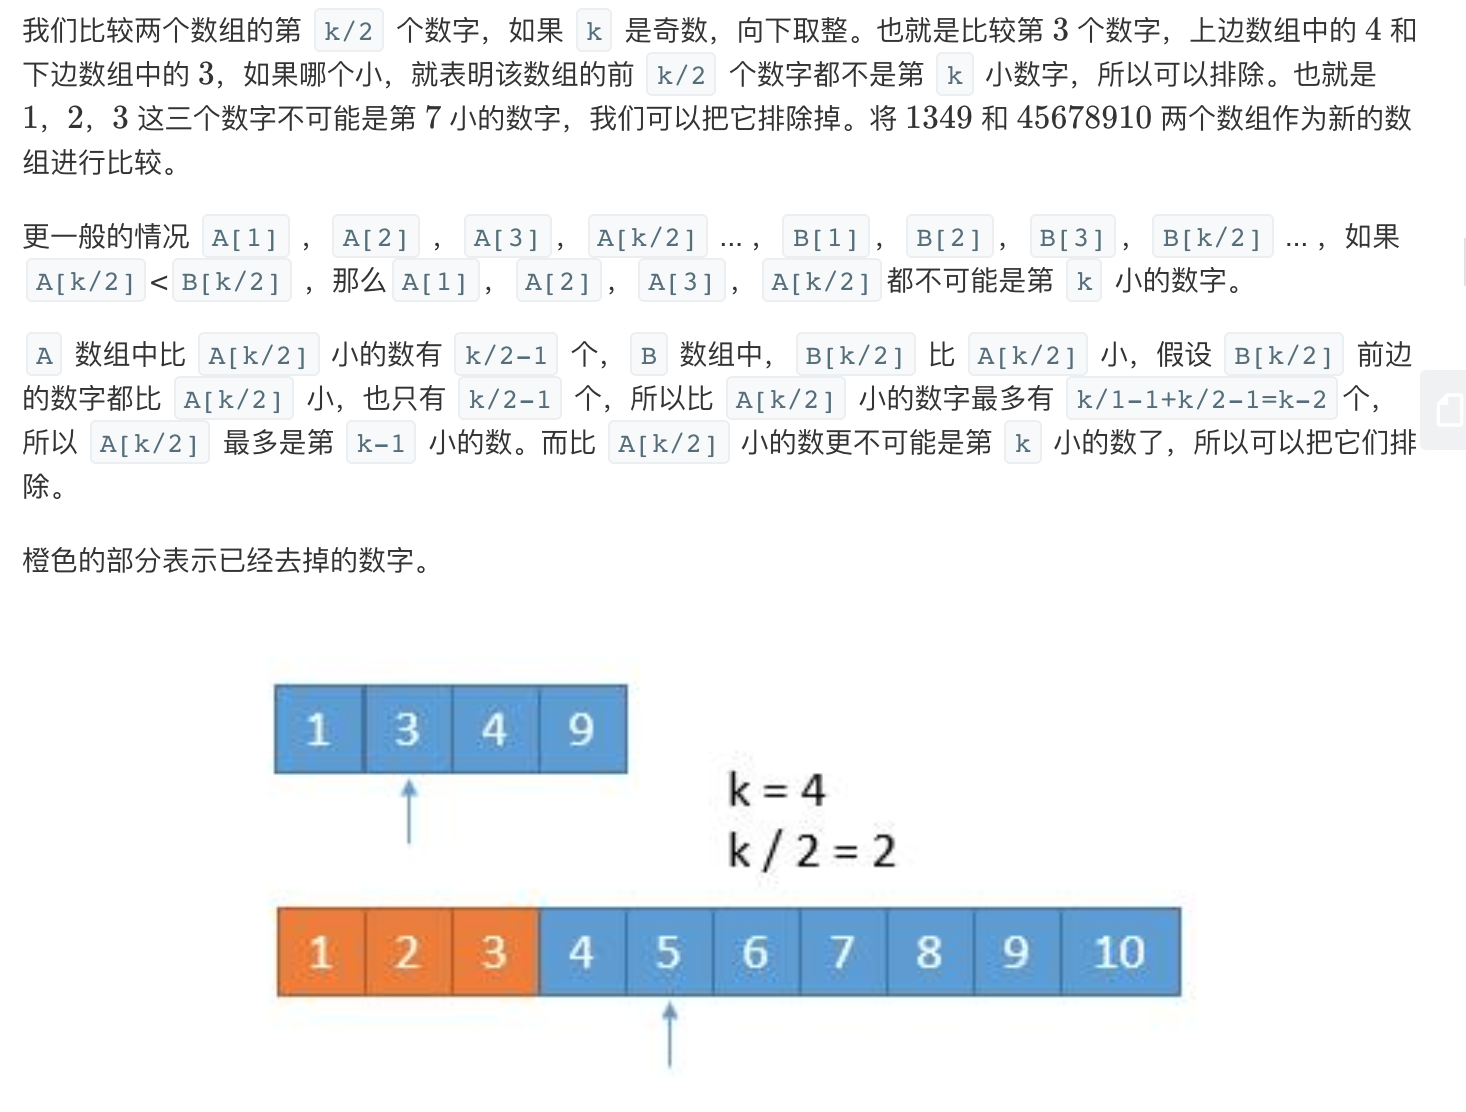 我们比较两个数组的第 k/2 个数字，如果 k 是奇数，向下取整。也就是比较第 3 个数字，上边数组中的 4 和
下边数组中的 3，如果哪个小，就表明该数组的前 k/2 个数字都不是第 k 小数字，所以可以排除。也就是
1，2，3 这三个数字不可能是第 7 小的数字，我们可以把它排除掉。将 1349 和 45678910 两个数组作为新的数
组进行比较。
更一般的情况 A[1] ，A[2] ，A[3]，A[k/2] ... ，B[1]，B[2]，B[3]，B[k/2] ... ，如果
A[k/2]<B[k/2] ，那么 A[1]，A[2]，A[3]，A[k/2] 都不可能是第 k 小的数字。
A 数组中比 A[k/2] 小的数有 k/2-1 个，B 数组中，B[k/2] 比 A[k/2] 小，假设 B[k/2] 前边
的数字都比 A[k/2] 小，也只有 k/2-1 个，所以比 A[k/2] 小的数字最多有 k/1-1+k/2-1=k-2 个，
所以 A[k/2] 最多是第 k-1 小的数。而比 A[k/2] 小的数更不可能是第 k 小的数了，所以可以把它们排
除。
橙色的部分表示已经去掉的数字。
1 3 4 9
k = 4
k / 2 = 2
1 2 3 4 5 6 7 8 9 10